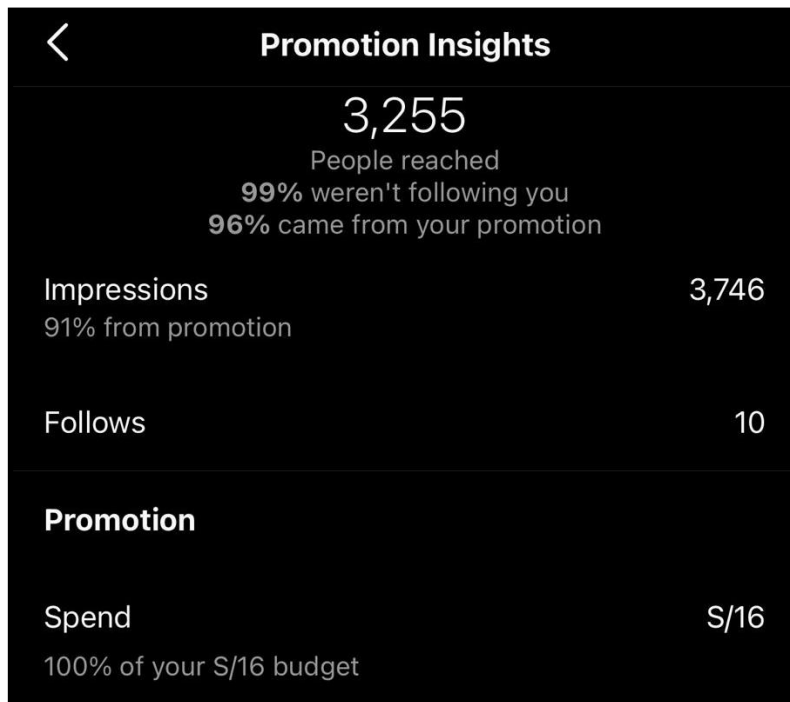 Promotion Insights
3,255
People reached
99% weren't following you
96% came from your promotion
Impressions 3,746
91% from promotion
Follows 10
Promotion
Spend S/16
100% of your S/16 budget